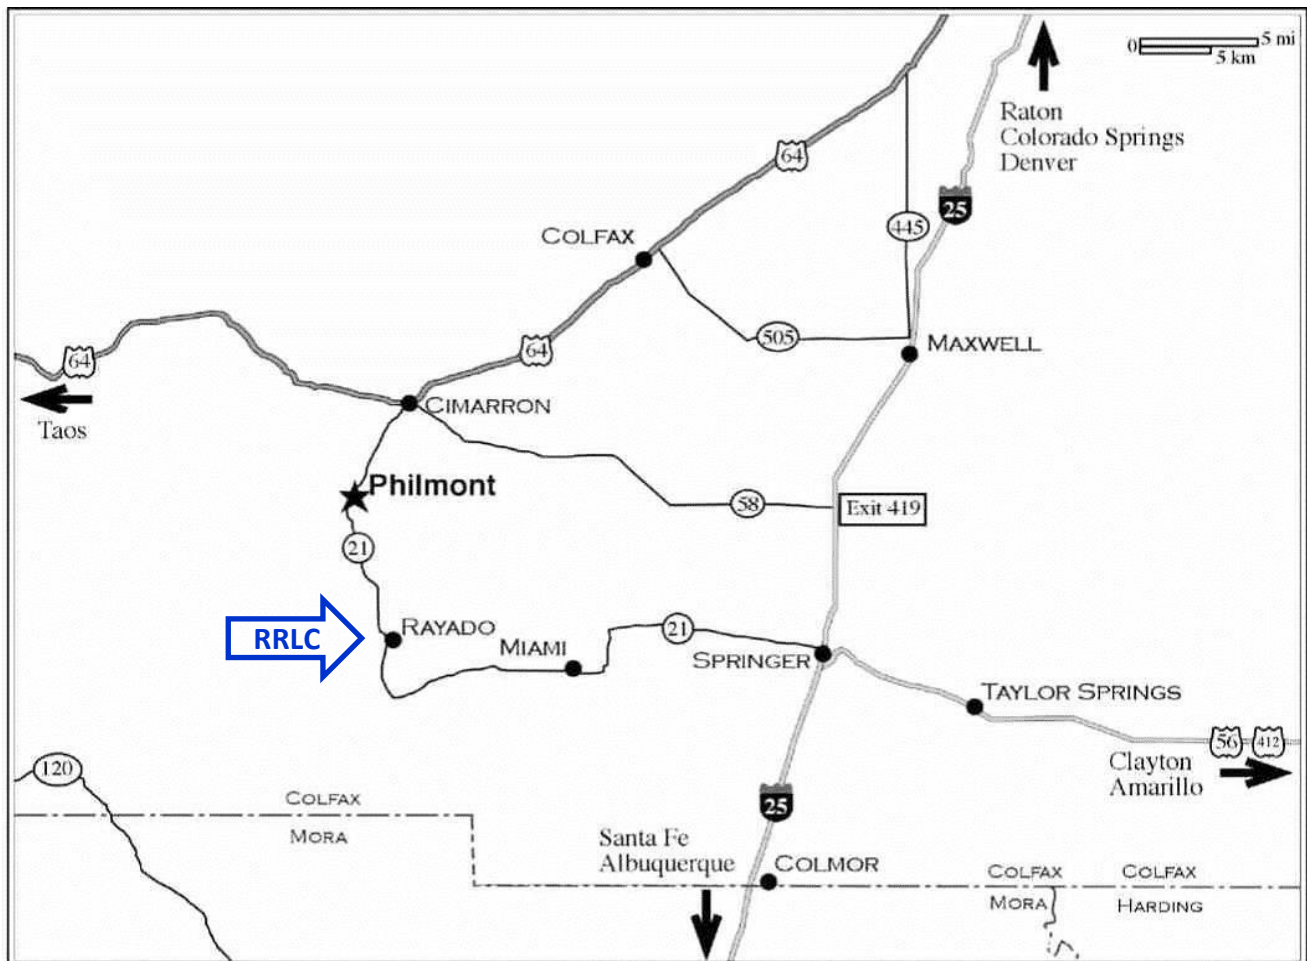 0
5 mi
5 km
Raton
Colorado Springs
Denver
64
25
445
COLFAX
505
64
MAXWELL
64
Taos
CIMARRON
Philmont
58
Exit 419
21
RRLC
RAYADO
MIAMI
21
SPRINGER
TAYLOR SPRINGS
56
412
Clayton
Amarillo
120
COLFAX
MORA
25
Santa Fe
Albuquerque
COLMOR
COLFAX
MORA
COLFAX
HARDING